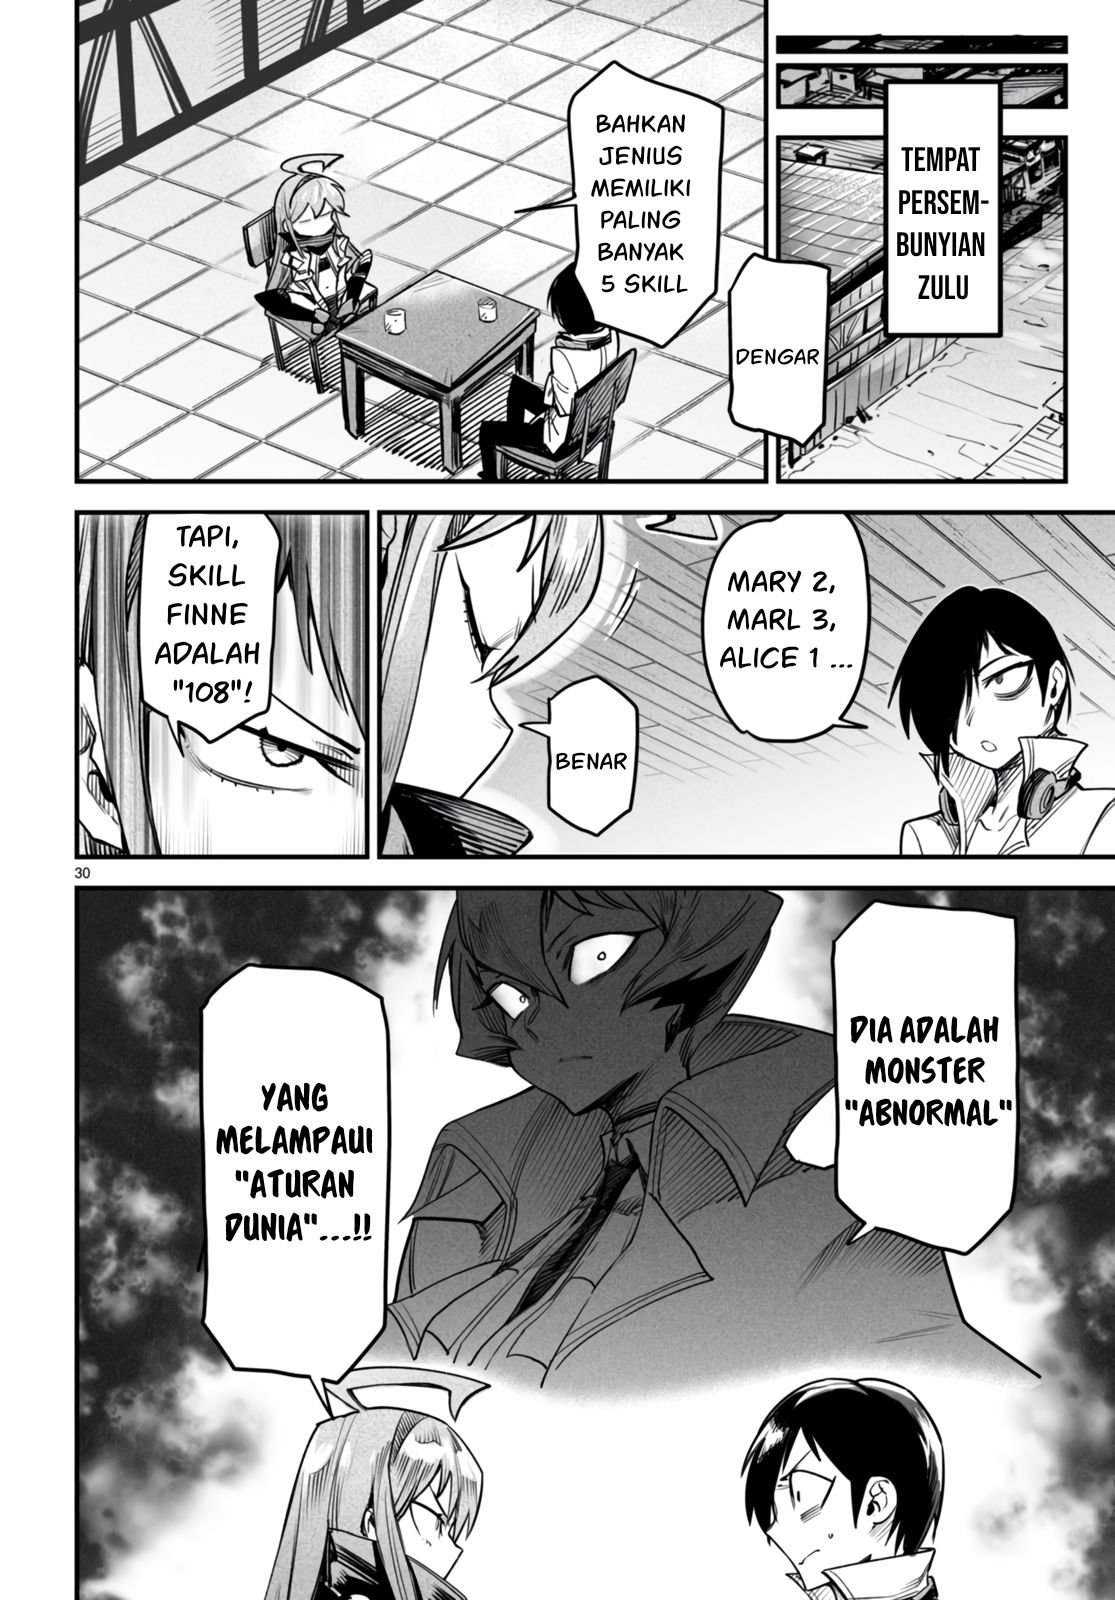 TEMPAT
PERSEM-
BUNYIAN
ZULU
DENGAR
BAHKAN
JENIUS
MEMILIKI
PALING
BANYAK
5 SKILL
MARY 2,
MARL 3,
ALICE 1 ...
BENAR
TAPI,
SKILL
FINNE
ADALAH
"108"!
30
DIA ADALAH
MONSTER
"ABNORMAL"
YANG
MELAMPAUI
"ATURAN
DUNIA"...!!